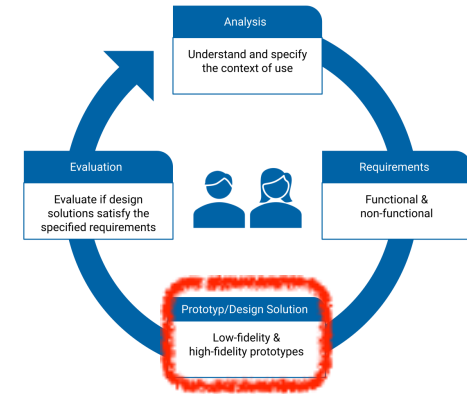 Analysis
Understand and specify
the context of use
Evaluation
Evaluate if design
solutions satisfy the
specified requirements
Requirements
Functional &
non-functional
Prototyp/Design Solution
Low-fidelity &
high-fidelity prototypes